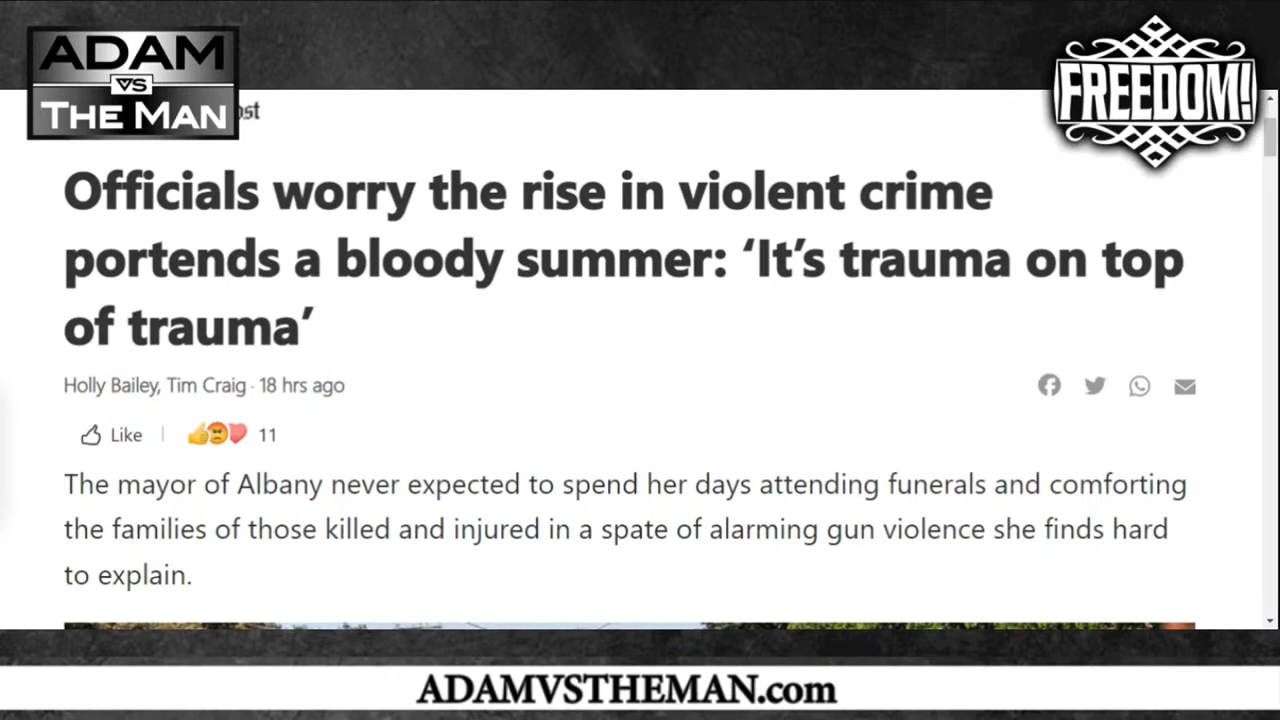 ADAM
VS
THE MAN
FREEDOM!
Officials worry the rise in violent crime
portends a bloody summer: ‘It’s trauma on top
of trauma’
Holly Bailey, Tim Craig · 18 hrs ago
Like | 11
The mayor of Albany never expected to spend her days attending funerals and comforting
the families of those killed and injured in a spate of alarming gun violence she finds hard
to explain.
ADAMVSTHEMAN.com